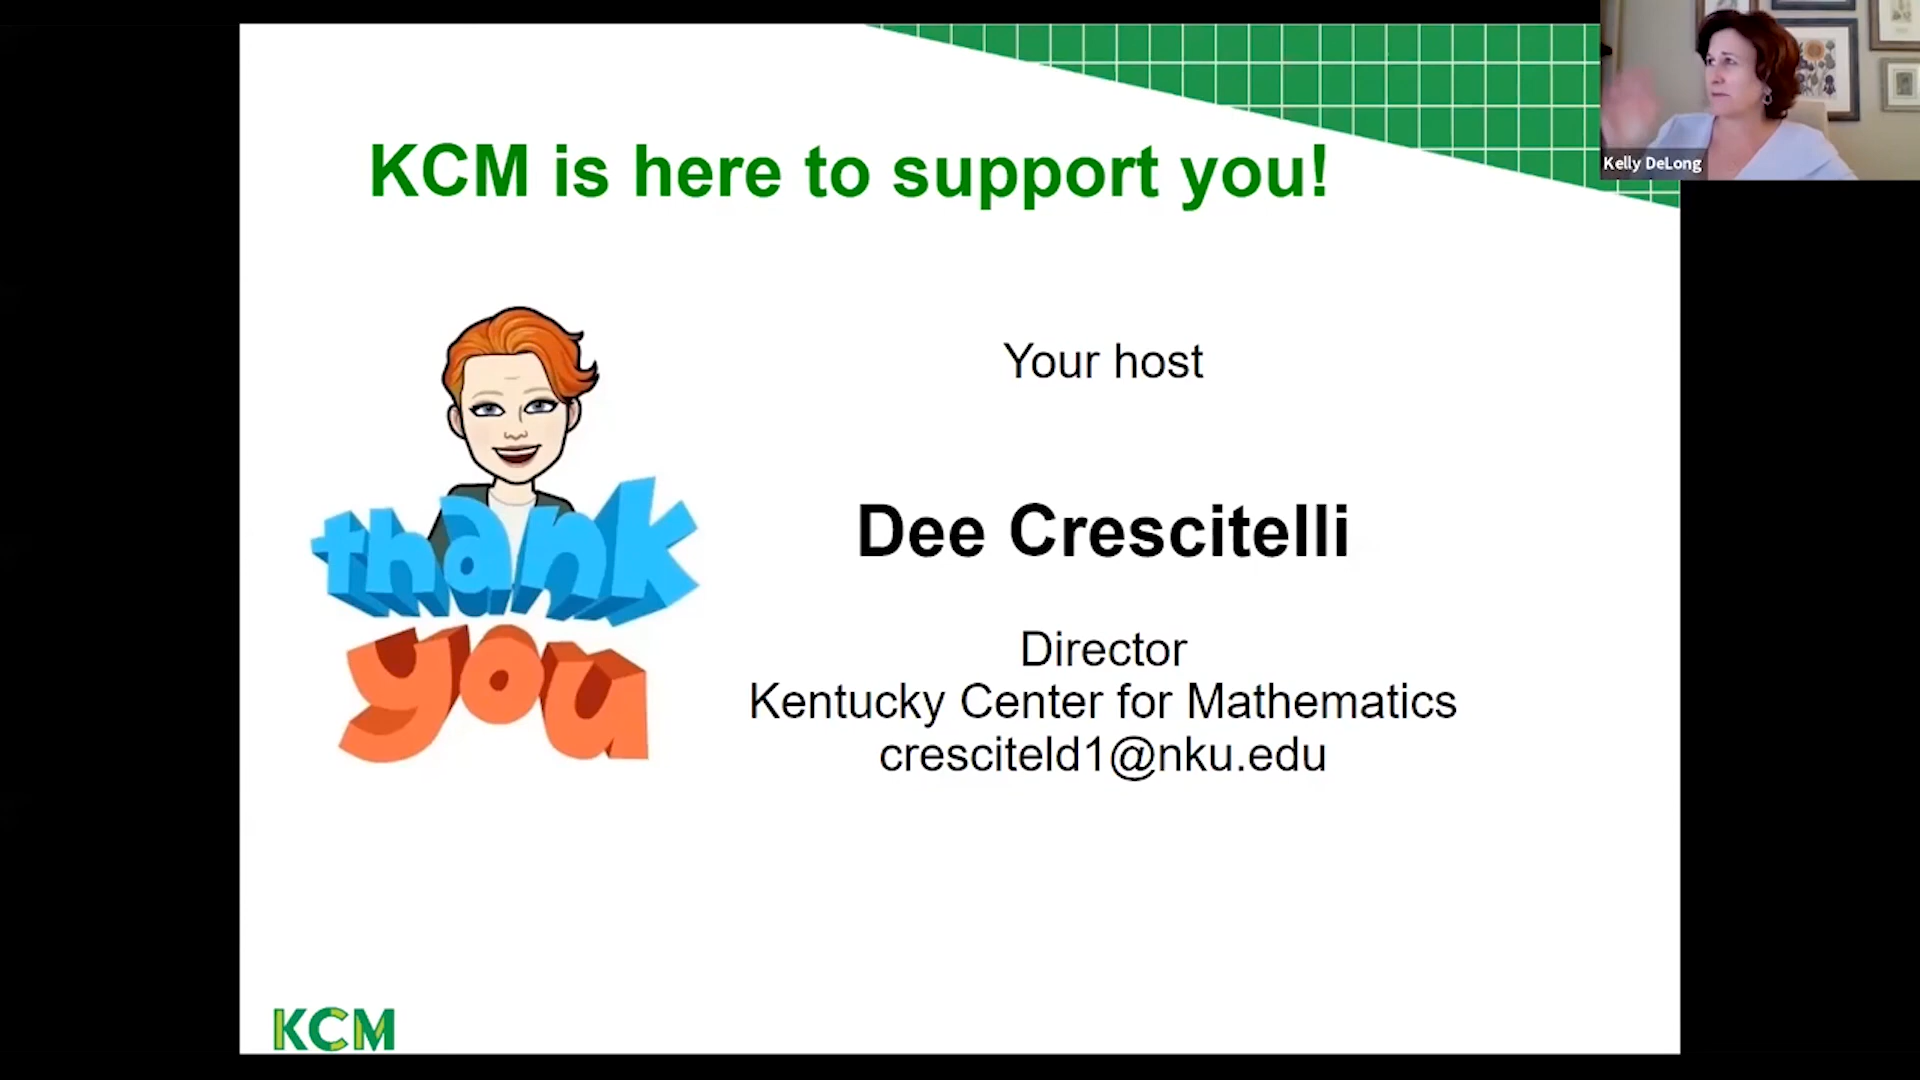 KCM is here to support you!
Kelly DeLong
Your host
thank
you
Dee Crescitelli
Director
Kentucky Center for Mathematics
cresciteld1@nku.edu
KCM